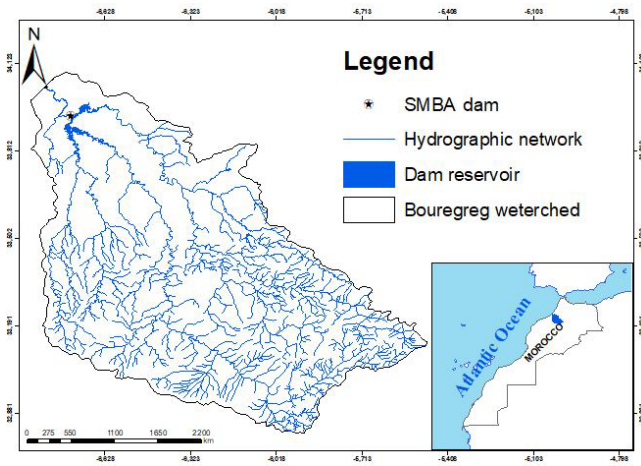 -6,628 -6,323 -6,018 -5,713 -5,408 -5,103 -4,798
N
34,123
33,812
33,502
33,191
32,881
Legend
SMBA dam
Hydrographic network
Dam reservoir
Bouregreg weterched
Atlantic Ocean
MOROCCO
0 275 550 1100 1650 2200
km
-6,628 -6,323 -6,018 -5,713 -5,408 -5,103 -4,798